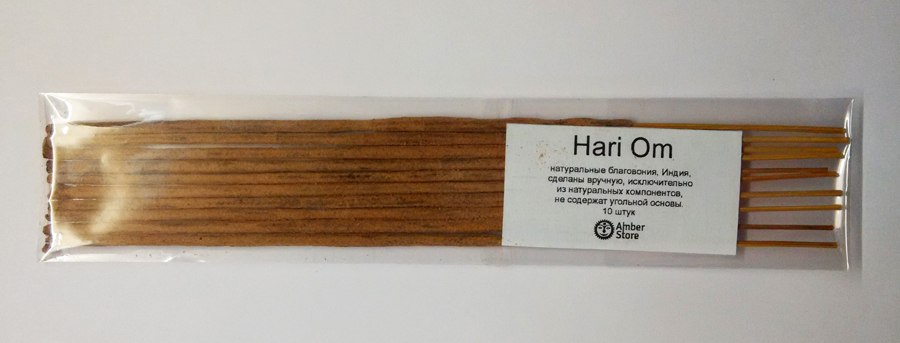 Hari Om
натуральные благовония, Индия,
сделаны вручную, исключительно
из натуральных компонентов,
не содержат угольной основы.
10 штук
Amber
Store